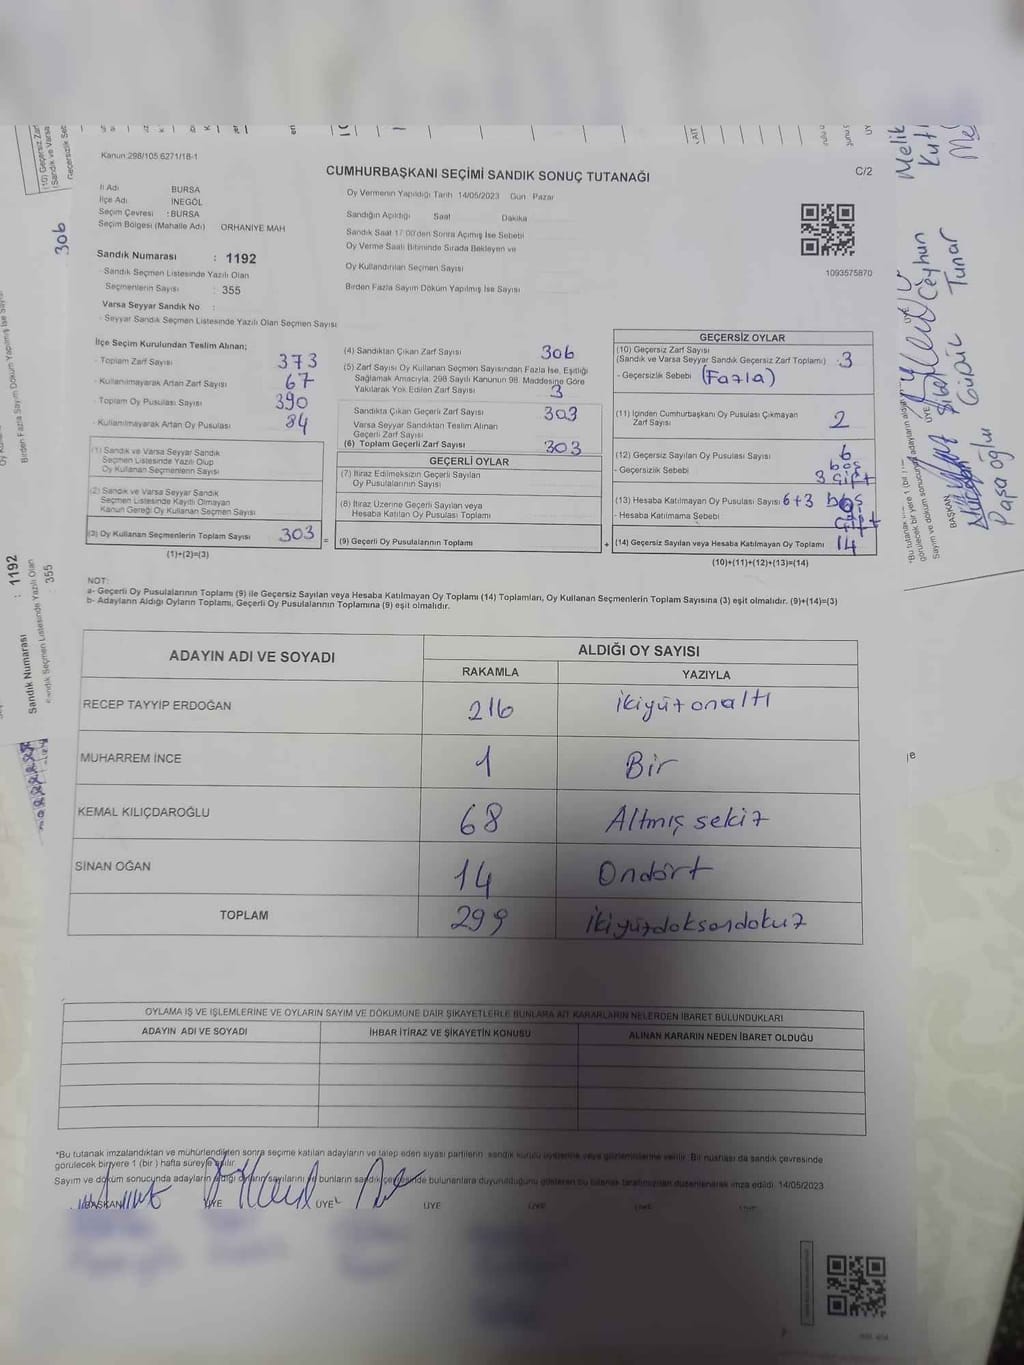 Kanun:298/105 6271/18-1
CUMHURBAŞKANI SEÇİMİ SANDIK SONUÇ TUTANAĞI
C/2
İl Adı BURSA
İlçe Adı İNEGÖL
Seçim Çevresi :BURSA
Seçim Bölgesi (Mahalle Adı) ORHANİYE MAH
Sandık Numarası : 1192
Sandık Seçmen Listesinde Yazılı Olan
Seçmenlerin Sayısı : 355
Varsa Seyyar Sandık No :
- Seyyar Sandık Seçmen Listesinde Yazılı Olan Seçmen Sayısı
Oy Vermenin Yapıldığı Tarih 14/05/2023 Gün Pazar
Sandığın Açıldığı Saat Dakika
Sandık Saat 17:00'den Sonra Açılmış İse Sebebi
Oy Verme Saati Bitiminde Sırada Bekleyen ve
Oy Kullandırılan Seçmen Sayısı
Birden Fazla Sayım Döküm Yapılmış İse Sayısı
1093575870
İlçe Seçim Kurulundan Teslim Alınan;
- Toplam Zarf Sayısı 373
- Kullanılmayarak Artan Zarf Sayısı 67
- Toplam Oy Pusulası Sayısı 390
- Kullanılmayarak Artan Oy Pusulası 84
(1) Sandık ve Varsa Seyyar Sandık
Seçmen Listesinde Yazılı Olup
Oy Kullanan Seçmenlerin Sayısı
(2) Sandık ve Varsa Seyyar Sandık
Seçmen Listesinde Kayıtlı Olmayan
Kanun Gereği Oy Kullanan Seçmen Sayısı
(3) Oy Kullanan Seçmenlerin Toplam Sayısı 303 =
(1)+(2)=(3)
(4) Sandıktan Çıkan Zarf Sayısı 306
(5) Zarf Sayısı Oy Kullanan Seçmen Sayısından Fazla İse, Eşitliği
Sağlamak Amacıyla, 298 Sayılı Kanunun 98. Maddesine Göre
Yakılarak Yok Edilen Zarf Sayısı 3
Sandıkta Çıkan Geçerli Zarf Sayısı 303
Varsa Seyyar Sandıktan Teslim Alınan
Geçerli Zarf Sayısı
(6) Toplam Geçerli Zarf Sayısı 303
GEÇERLİ OYLAR
(7) İtiraz Edilmeksizin Geçerli Sayılan
Oy Pusulalarının Sayısı
(8) İtiraz Üzerine Geçerli Sayılan veya
Hesaba Katılan Oy Pusulası Toplamı
(9) Geçerli Oy Pusulalarının Toplamı +
GEÇERSİZ OYLAR
(10) Geçersiz Zarf Sayısı
(Sandık ve Varsa Seyyar Sandık Geçersiz Zarf Toplamı) 3
- Geçersizlik Sebebi (Fazla)
(11) İçinden Cumhurbaşkanı Oy Pusulası Çıkmayan
Zarf Sayısı 2
(12) Geçersiz Sayılan Oy Pusulası Sayısı 6
- Geçersizlik Sebebi boş
3 çift
(13) Hesaba Katılmayan Oy Pusulası Sayısı 6+3 boş
- Hesaba Katılmama Sebebi çift
(14) Geçersiz Sayılan veya Hesaba Katılmayan Oy Toplamı 14
(10)+(11)+(12)+(13)=(14)
NOT:
a- Geçerli Oy Pusulalarının Toplamı (9) ile Geçersiz Sayılan veya Hesaba Katılmayan Oy Toplamı (14) Toplamları, Oy Kullanan Seçmenlerin Toplam Sayısına (3) eşit olmalıdır. (9)+(14)=(3)
b- Adayların Aldığı Oyların Toplamı, Geçerli Oy Pusulalarının Toplamına (9) eşit olmalıdır.
ADAYIN ADI VE SOYADI ALDIĞI OY SAYISI
RAKAMLA YAZIYLA
RECEP TAYYİP ERDOĞAN 216 ikiyüzonaltı
MUHARREM İNCE 1 Bir
KEMAL KILIÇDAROĞLU 68 Altmış sekiz
SİNAN OĞAN 14 Ondört
TOPLAM 299 ikiyüzdoksandokuz
OYLAMA İŞ VE İŞLEMLERİNE VE OYLARIN SAYIM VE DÖKÜMÜNE DAİR ŞİKAYETLERLE BUNLARA AİT KARARLARIN NELERDEN İBARET BULUNDUKLARI
ADAYIN ADI VE SOYADI İHBAR İTİRAZ VE ŞİKAYETİN KONUSU ALINAN KARARIN NEDEN İBARET OLDUĞU
*Bu tutanak imzalandıktan ve mühürlendikten sonra seçime katılan adayların ve talep eden siyasi partilerin sandık kurulu üyelerine veya gözlemcilerine verilir. Bir nüshası da sandık çevresinde
görülecek bir yere 1 (bir ) hafta süreyle asılır.
Sayım ve döküm sonucunda adayların aldığı oyların sayılarını ve bunların sandık çevresinde bulunanlara duyurulduğunu gösteren bu tutanak tarafımızdan düzenlenerek imza edildi. 14/05/2023
BAŞKAN ÜYE ÜYE ÜYE ÜYE ÜYE
306
Sandık Numarası : 1192
Sandık Seçmen Listesinde Yazılı Olan
355
Melik
Kut
Ceyhun
Tunar
Sibel
Güdül
BAŞKAN
Paşaoğlu
ÜYE
ÜYE